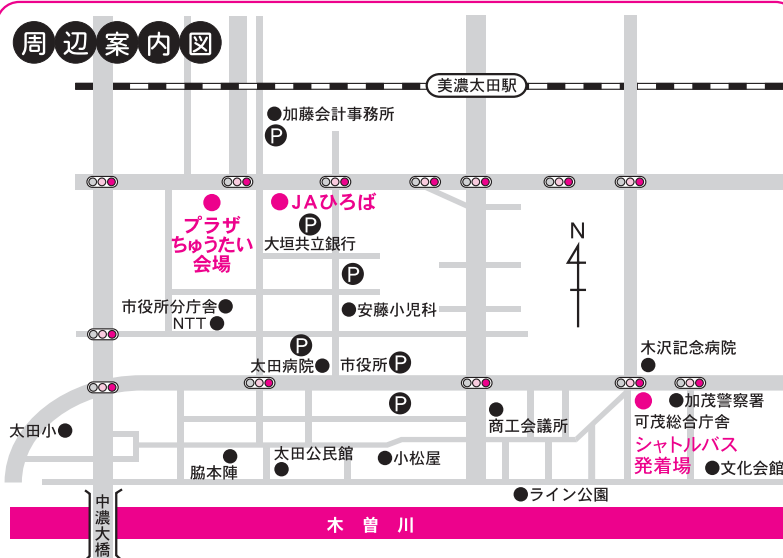 周辺案内図
美濃太田駅
加藤会計事務所
P
JAひろば
プラザ
ちゅうたい
会場
P
大垣共立銀行
N
P
市役所分庁舎
安藤小児科
NTT
P
太田病院
市役所
P
木沢記念病院
P
加茂警察署
商工会議所
可茂総合庁舎
シャトルバス
発着場
太田小
太田公民館
小松屋
脇本陣
文化会館
ライン公園
中濃大橋
木曽川